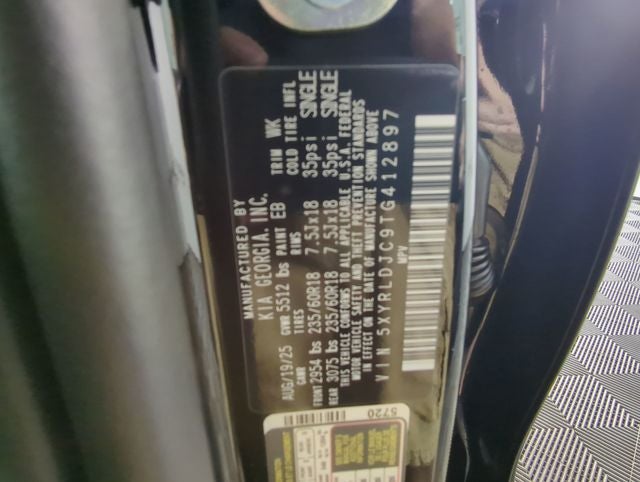 MANUFACTURED BY
KIA GEORGIA, INC.
AUG/19/25 GVWR 5512 lbs PAINT EB TRIM WK
GAWR TIRES RIMS COLD TIRE INFL
FRONT 2954 lbs 235/60R18 7.5Jx18 35psi SINGLE
REAR 3075 lbs 235/60R18 7.5Jx18 35psi SINGLE
THIS VEHICLE CONFORMS TO ALL APPLICABLE U.S.A. FEDERAL
MOTOR VEHICLE SAFETY AND THEFT PREVENTION STANDARDS
IN EFFECT ON THE DATE OF MANUFACTURE SHOWN ABOVE
VIN 5XYRLDJC9TG412897
MPV
5720